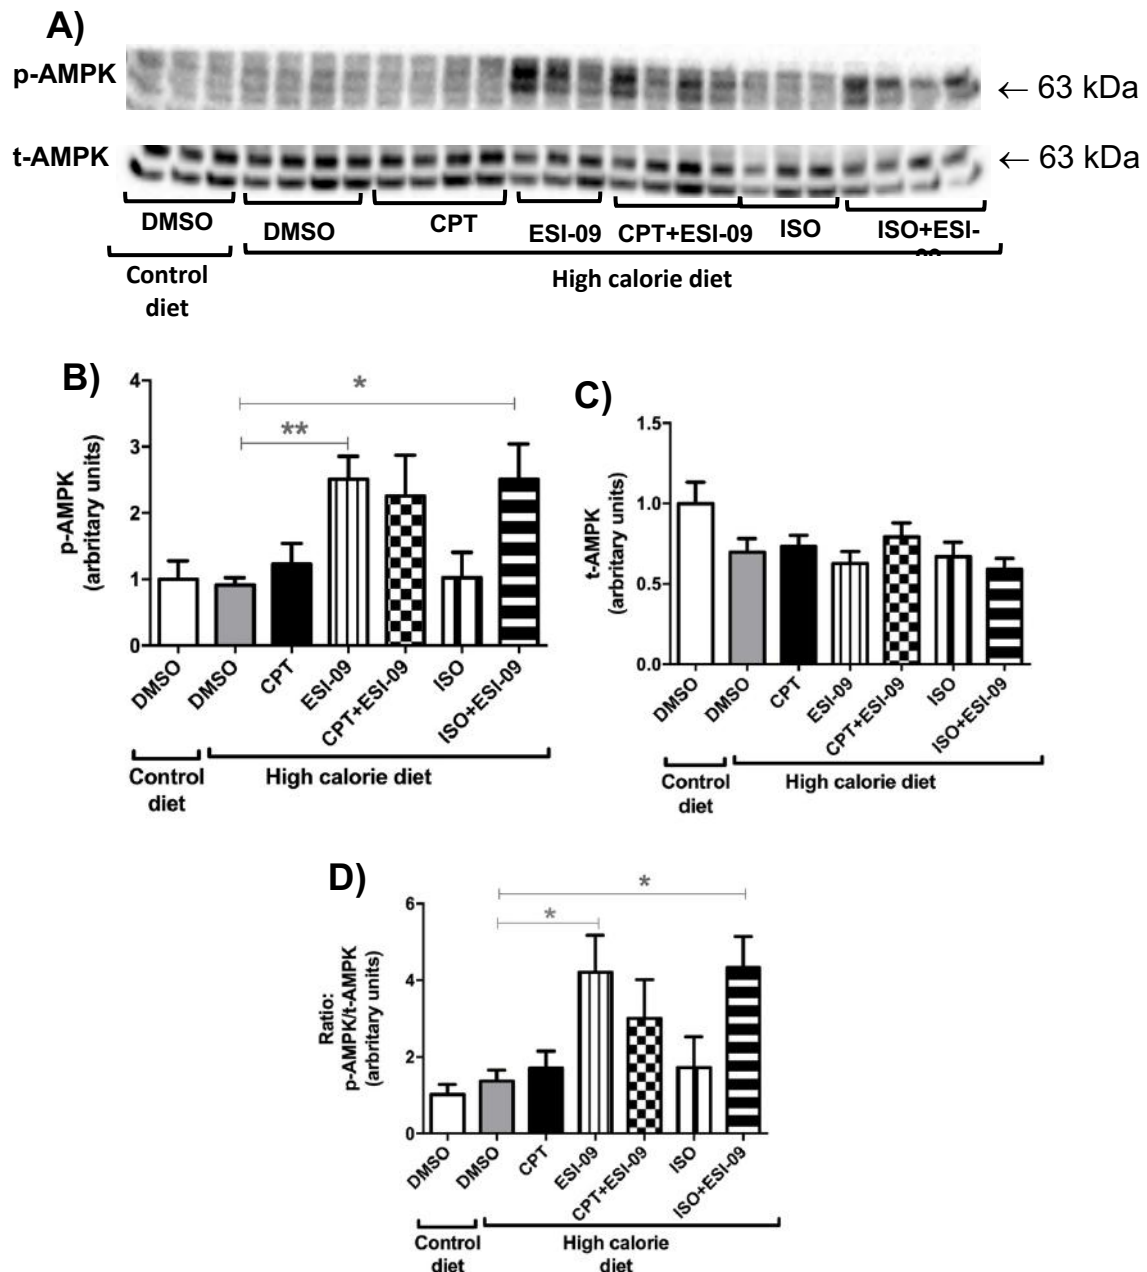 A)
p-AMPK
← 63 kDa
t-AMPK
← 63 kDa
DMSO
DMSO
CPT
ESI-09
CPT+ESI-09
ISO
ISO+ESI-
Control
diet
High calorie diet
B)
p-AMPK
(arbritary units)
4
3
2
1
0
*
**
DMSO
DMSO
CPT
ESI-09
CPT+ESI-09
ISO
ISO+ESI-09
Control
diet
High calorie diet
C)
t-AMPK
(arbritary units)
1.5
1.0
0.5
0.0
DMSO
DMSO
CPT
ESI-09
CPT+ESI-09
ISO
ISO+ESI-09
Control
diet
High calorie diet
D)
Ratio:
p-AMPK/t-AMPK
(arbritary units)
6
4
2
0
*
*
DMSO
DMSO
CPT
ESI-09
CPT+ESI-09
ISO
ISO+ESI-09
Control
diet
High calorie
diet